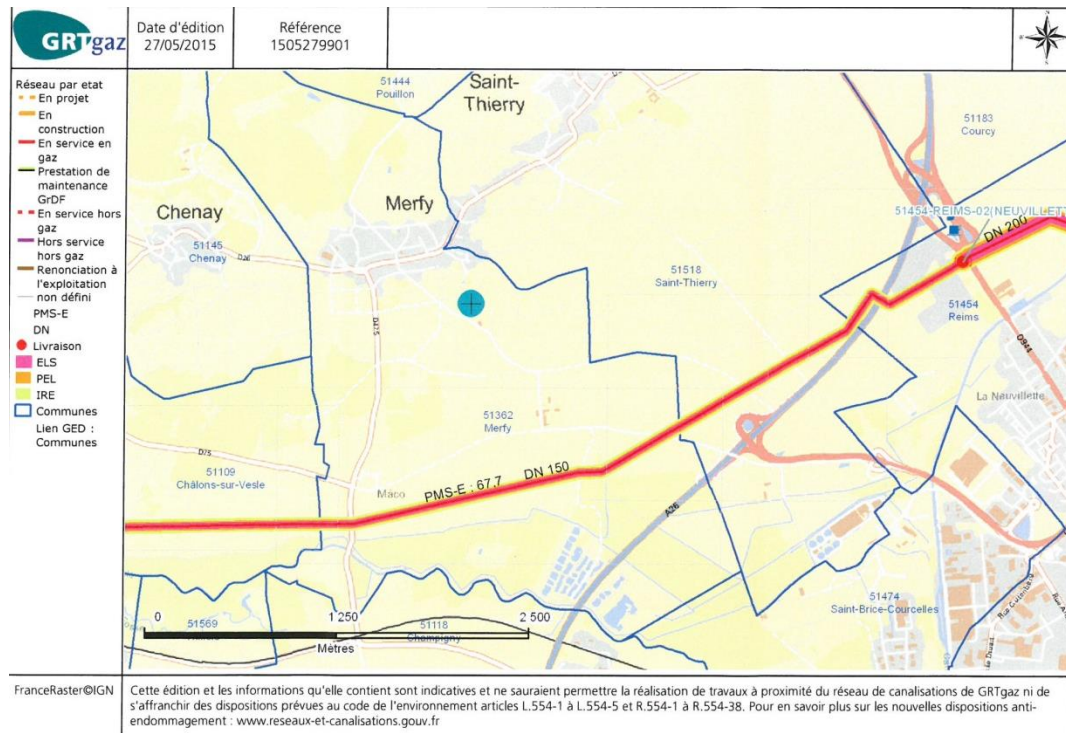 GRTgaz
Date d'édition
27/05/2015
Référence
1505279901
Réseau par etat
En projet
En
construction
En service en
gaz
Prestation de
maintenance
GrDF
En service hors
gaz
Hors service
hors gaz
Renonciation à
l'exploitation
non défini
PMS-E
DN
Livraison
ELS
PEL
IRE
Communes
Lien GED :
Communes
51444
Pouillon
Saint-
Thierry
51183
Courcy
Chenay
Merfy
51454-REIMS-02(NEUVILLETT
51145
Chenay
D26
DN 200
51518
Saint-Thierry
51454
Reims
D275
D944
La Neuvillette
51362
Merfy
D75
51109
Châlons-sur-Vesle
Mâco
PMS-E : 67,7
DN 150
A26
51474
Saint-Brice-Courcelles
0
1 250
2 500
51569
51118
Champigny
Mètres
FranceRaster©IGN
Cette édition et les informations qu'elle contient sont indicatives et ne sauraient permettre la réalisation de travaux à proximité du réseau de canalisations de GRTgaz ni de
s'affranchir des dispositions prévues au code de l'environnement articles L.554-1 à L.554-5 et R.554-1 à R.554-38. Pour en savoir plus sur les nouvelles dispositions anti-
endommagement : www.reseaux-et-canalisations.gouv.fr